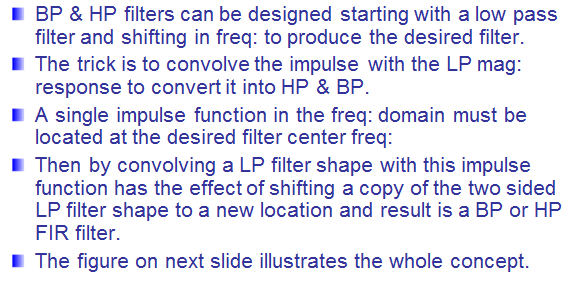 BP & HP filters can be designed starting with a low pass
filter and shifting in freq: to produce the desired filter.
The trick is to convolve the impulse with the LP mag:
response to convert it into HP & BP.
A single impulse function in the freq: domain must be
located at the desired filter center freq:
Then by convolving a LP filter shape with this impulse
function has the effect of shifting a copy of the two sided
LP filter shape to a new location and result is a BP or HP
FIR filter.
The figure on next slide illustrates the whole concept.